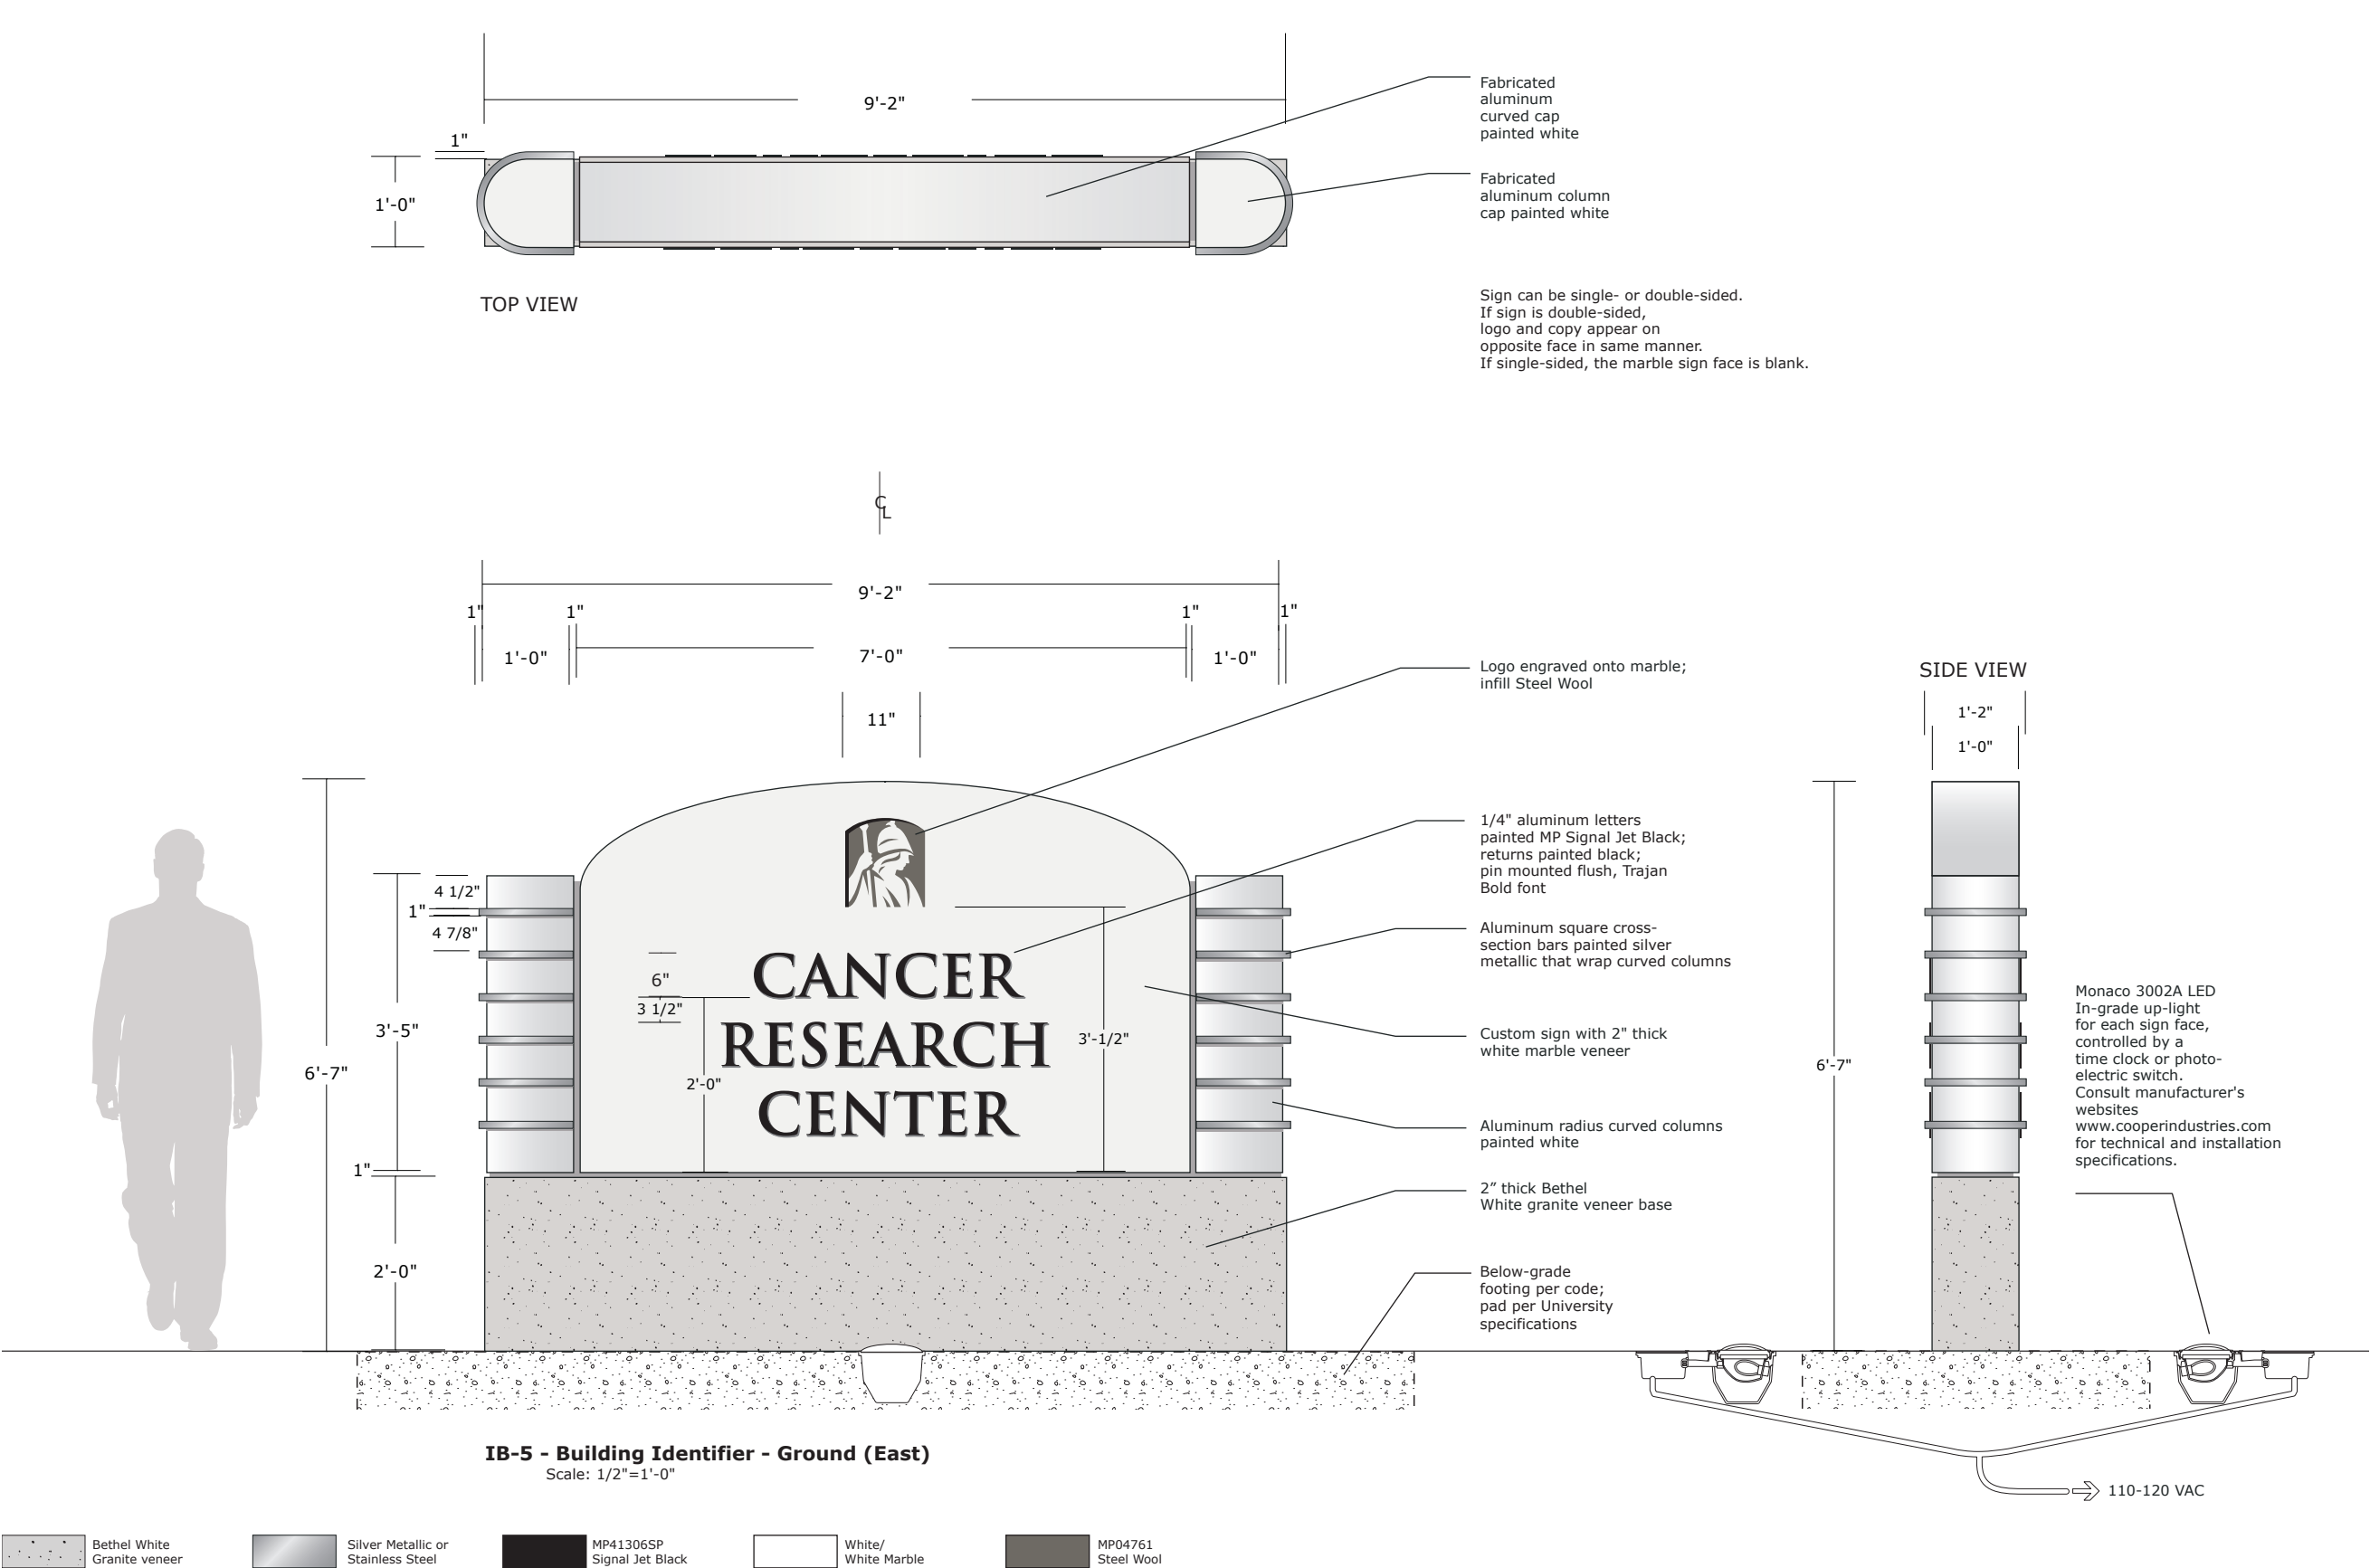 9'-2"
1"
1'-0"
Fabricated
aluminum
curved cap
painted white
Fabricated
aluminum column
cap painted white
TOP VIEW
Sign can be single- or double-sided.
If sign is double-sided,
logo and copy appear on
opposite face in same manner.
If single-sided, the marble sign face is blank.
C
L
9'-2"
1"
1"
1"
1"
1'-0"
7'-0"
1'-0"
11"
Logo engraved onto marble;
infill Steel Wool
SIDE VIEW
1'-2"
1'-0"
1/4" aluminum letters
painted MP Signal Jet Black;
returns painted black;
pin mounted flush, Trajan
Bold font
4 1/2"
1"
4 7/8"
3'-5"
6'-7"
1"
2'-0"
6"
3 1/2"
2'-0"
3'-1/2"
CANCER
RESEARCH
CENTER
Aluminum square cross-
section bars painted silver
metallic that wrap curved columns
Custom sign with 2" thick
white marble veneer
Aluminum radius curved columns
painted white
2” thick Bethel
White granite veneer base
Below-grade
footing per code;
pad per University
specifications
6'-7"
Monaco 3002A LED
In-grade up-light
for each sign face,
controlled by a
time clock or photo-
electric switch.
Consult manufacturer's
websites
www.cooperindustries.com
for technical and installation
specifications.
110-120 VAC
IB-5 - Building Identifier - Ground (East)
Scale: 1/2"=1'-0"
Bethel White
Granite veneer
Silver Metallic or
Stainless Steel
MP41306SP
Signal Jet Black
White/
White Marble
MP04761
Steel Wool